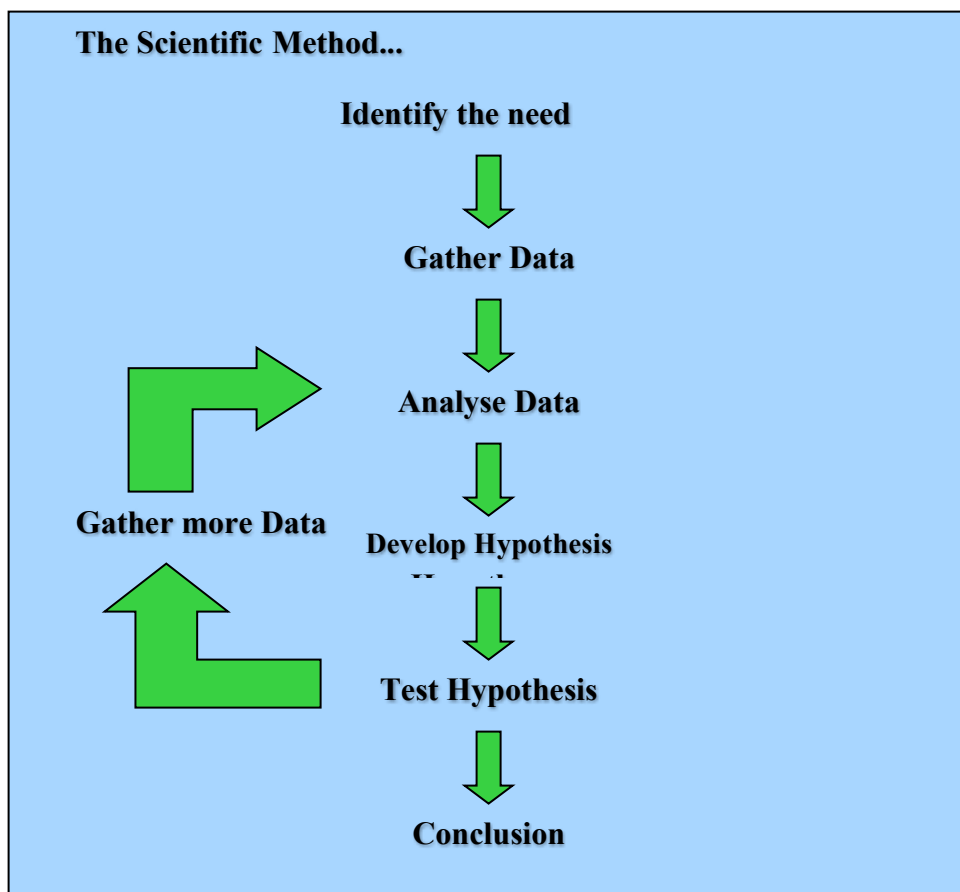 The Scientific Method...
Identify the need
Gather Data
Analyse Data
Gather more Data
Develop Hypothesis
Test Hypothesis
Conclusion